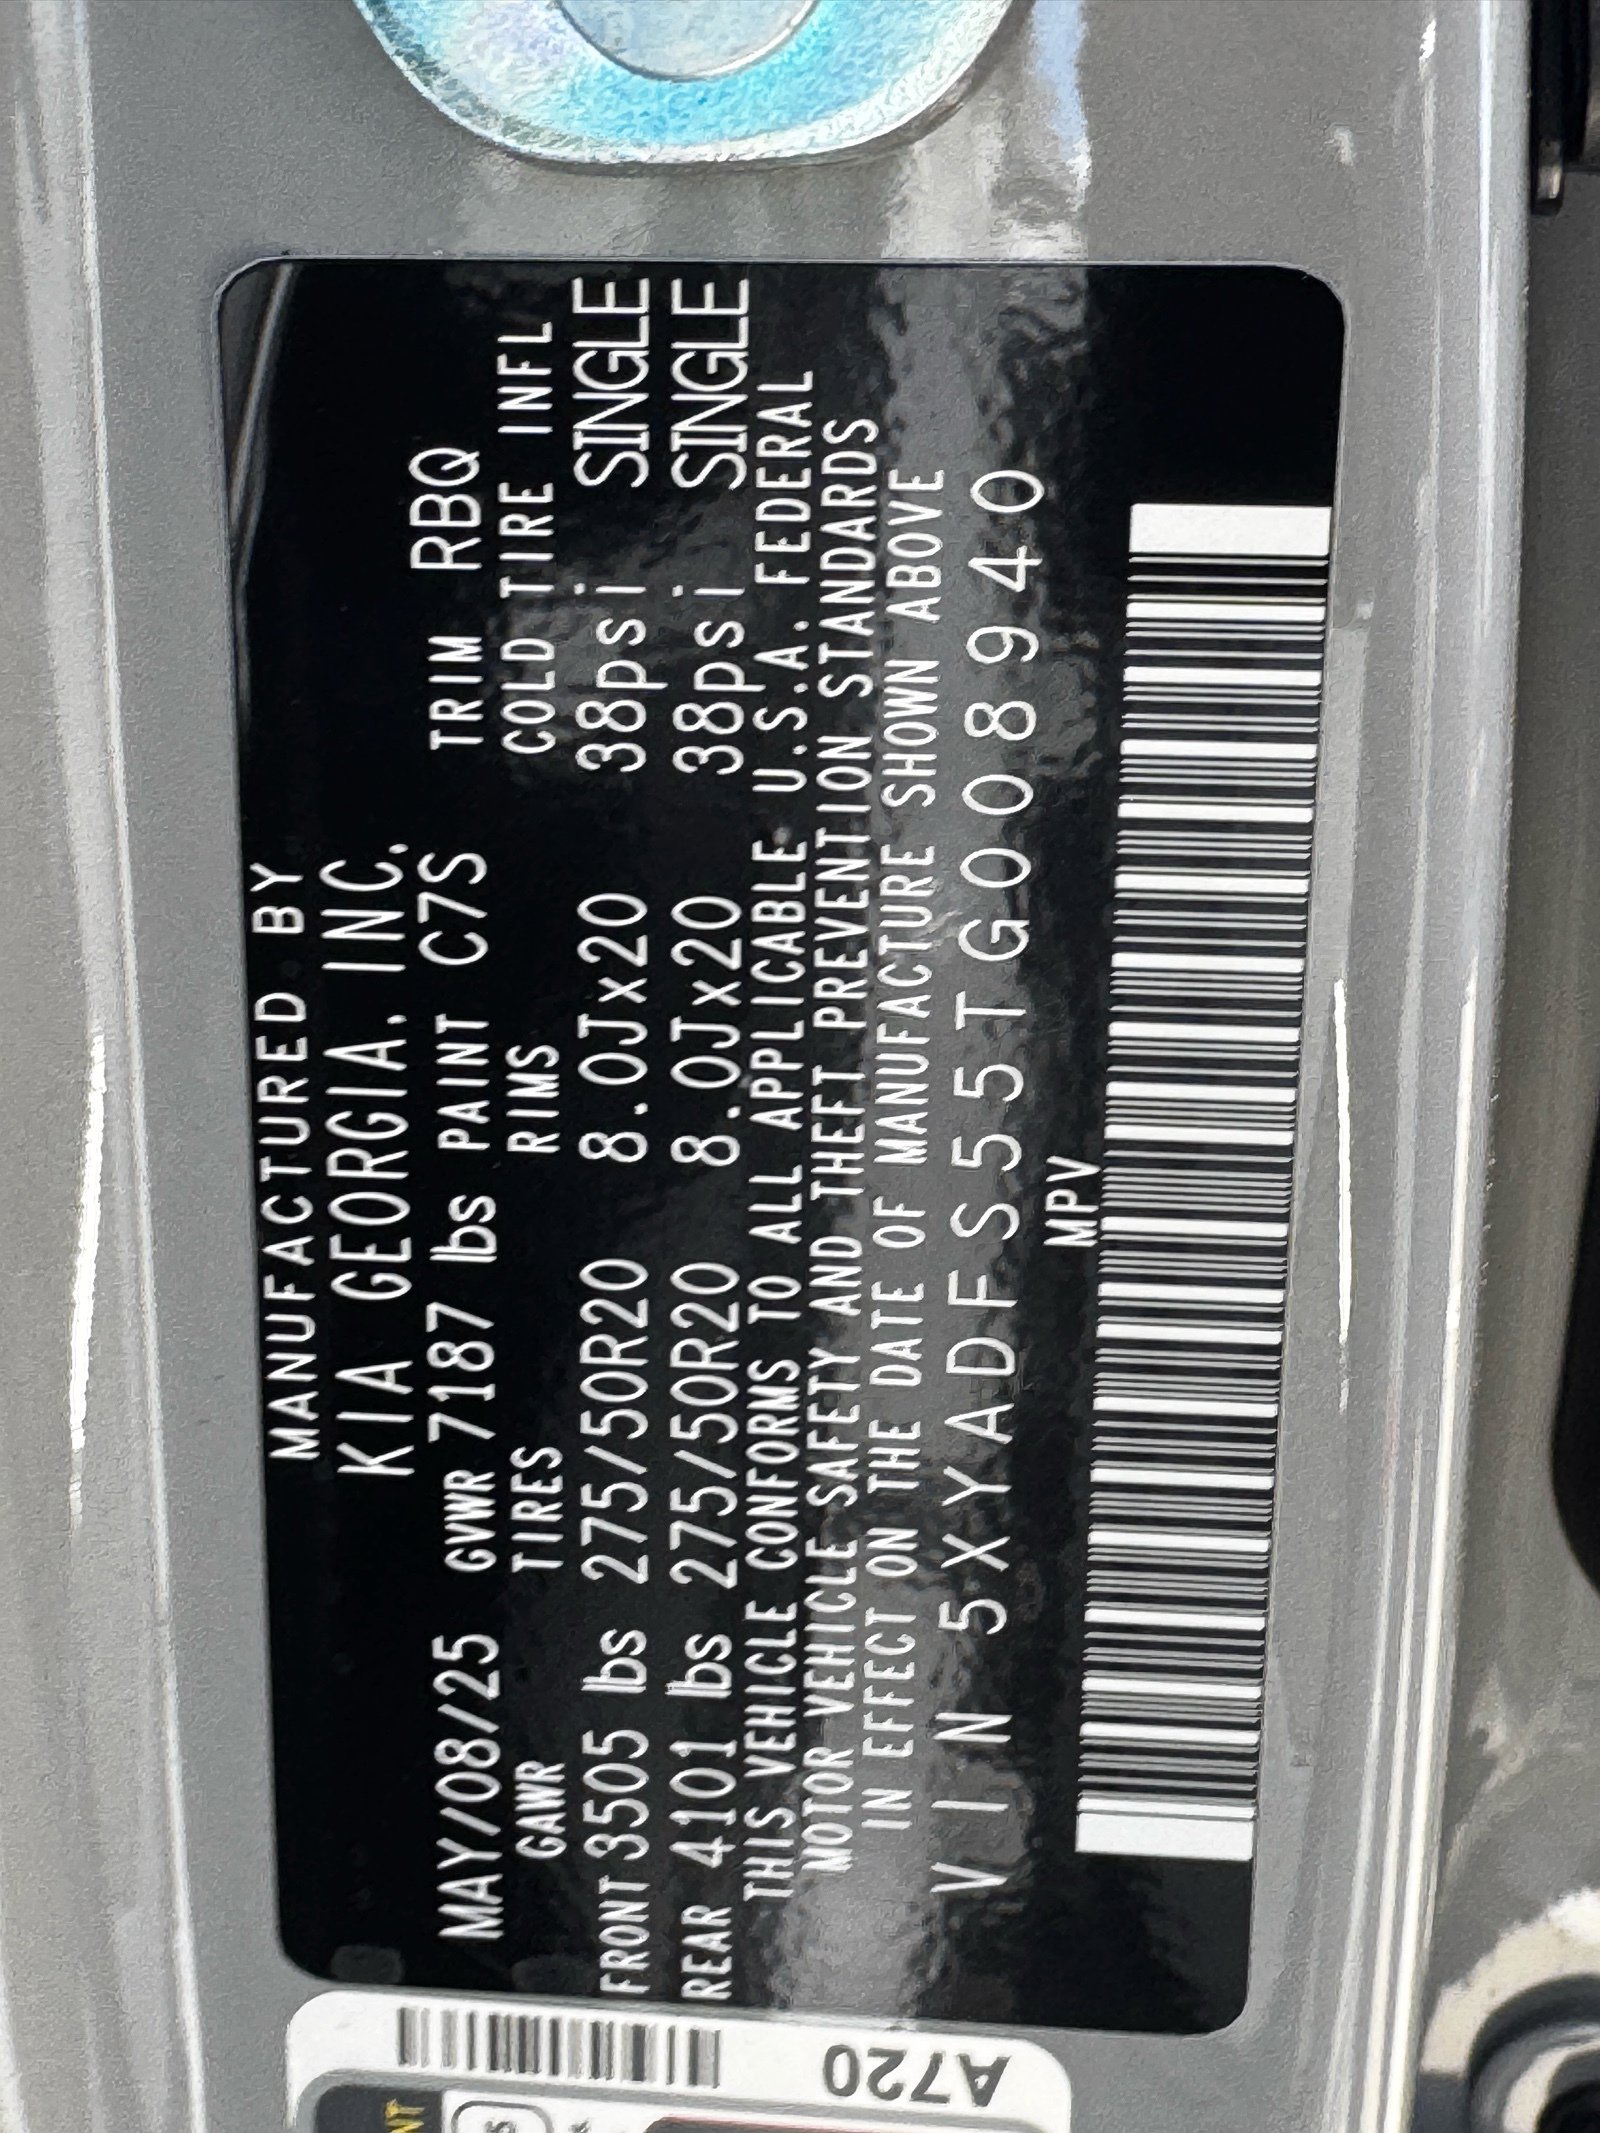 MANUFACTURED BY
KIA GEORGIA. INC.
MAY/08/25 GVWR 7187 lbs PAINT C7S TRIM RBQ
GAWR TIRES RIMS COLD TIRE INFL
FRONT 3505 lbs 275/50R20 8.0Jx20 38psi SINGLE
REAR 4101 lbs 275/50R20 8.0Jx20 38psi SINGLE
THIS VEHICLE CONFORMS TO ALL APPLICABLE U.S.A. FEDERAL
MOTOR VEHICLE SAFETY AND THEFT PREVENTION STANDARDS
IN EFFECT ON THE DATE OF MANUFACTURE SHOWN ABOVE
VIN 5XYADFS55TG008940
MPV
A720